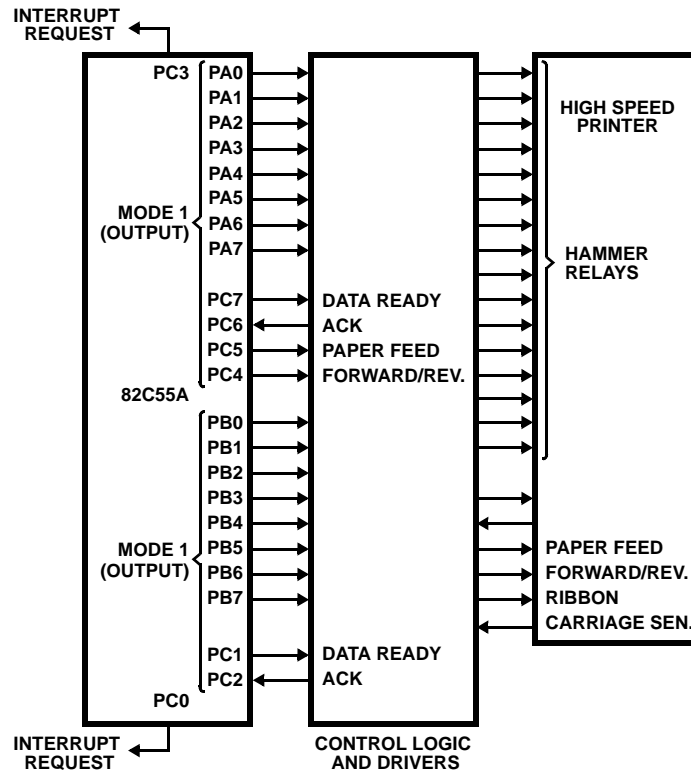 INTERRUPT
REQUEST
PC3
PA0
PA1
PA2
PA3
PA4
PA5
PA6
PA7
MODE 1
(OUTPUT)
PC7
PC6
PC5
PC4
82C55A
PB0
PB1
PB2
PB3
PB4
PB5
PB6
PB7
MODE 1
(OUTPUT)
PC1
PC2
PC0
INTERRUPT
REQUEST
DATA READY
ACK
PAPER FEED
FORWARD/REV.
DATA READY
ACK
CONTROL LOGIC
AND DRIVERS
HIGH SPEED
PRINTER
HAMMER
RELAYS
PAPER FEED
FORWARD/REV.
RIBBON
CARRIAGE SEN.